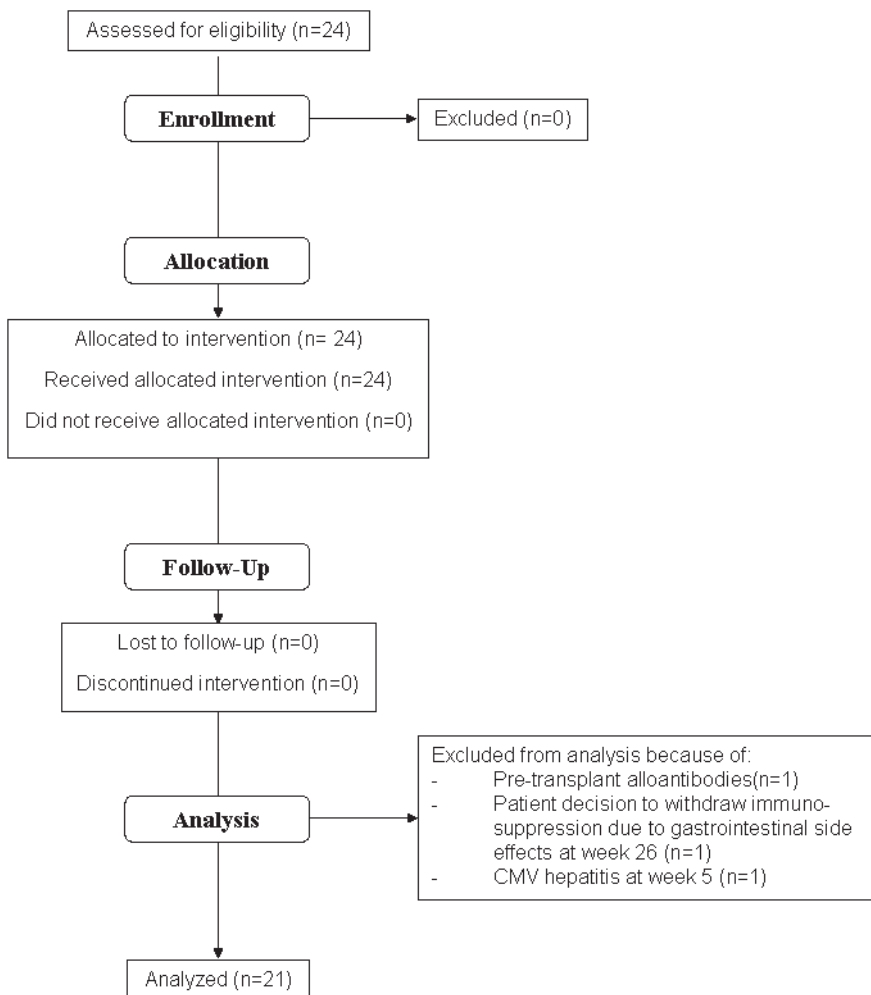 Assessed for eligibility (n=24)
Enrollment
Excluded (n=0)
Allocation
Allocated to intervention (n= 24)
Received allocated intervention (n=24)
Did not receive allocated intervention (n=0)
Follow-Up
Lost to follow-up (n=0)
Discontinued intervention (n=0)
Analysis
Excluded from analysis because of:
- Pre-transplant alloantibodies(n=1)
- Patient decision to withdraw immuno-
suppression due to gastrointestinal side
effects at week 26 (n=1)
- CMV hepatitis at week 5 (n=1)
Analyzed (n=21)